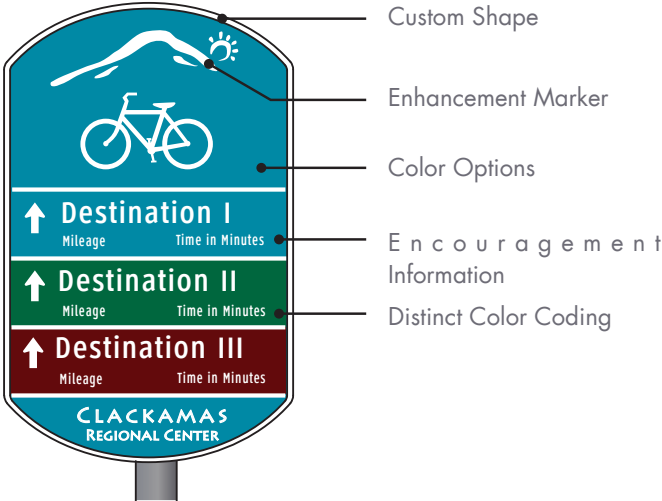 Custom Shape
Enhancement Marker
Color Options
Destination I
Mileage Time in Minutes
Encouragement
Information
Destination II
Mileage Time in Minutes
Distinct Color Coding
Destination III
Mileage Time in Minutes
CLACKAMAS
REGIONAL CENTER